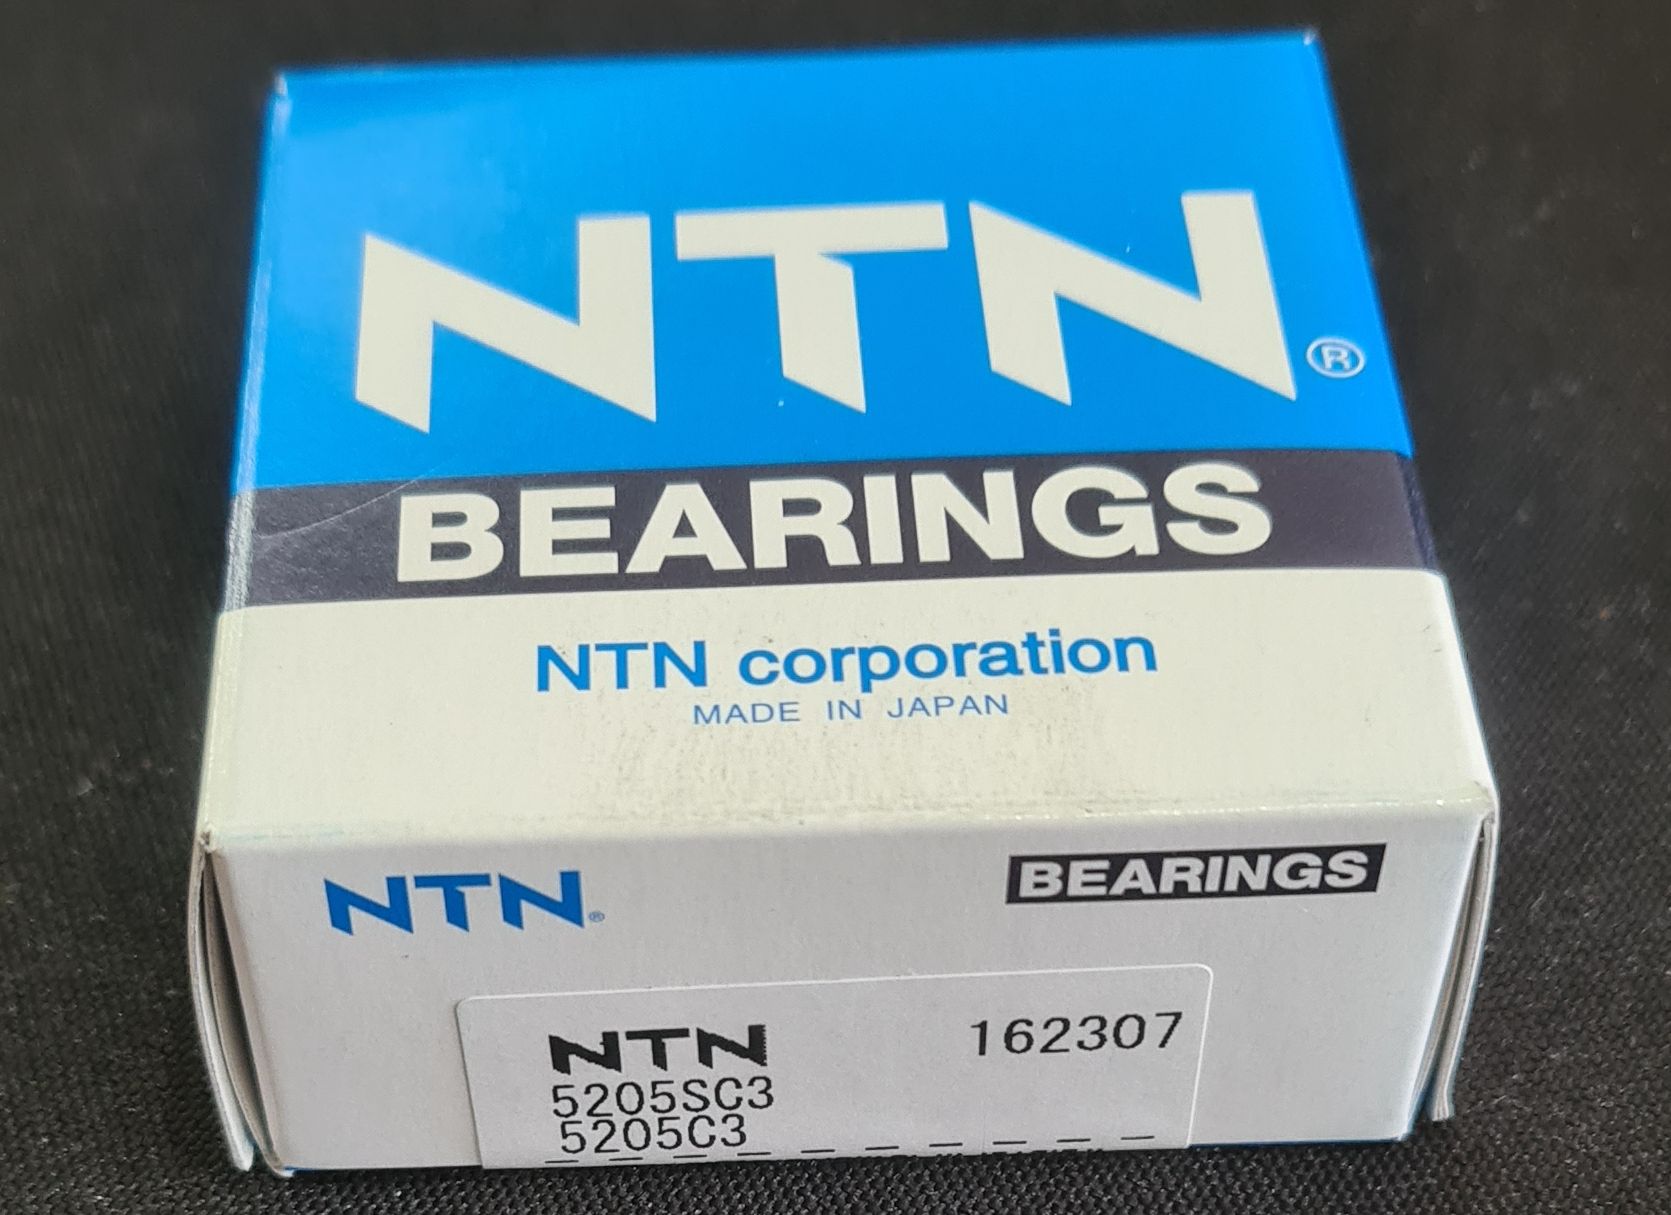 NTN®
BEARINGS
NTN corporation
MADE IN JAPAN
NTN® BEARINGS
NTN 162307
5205SC3
5205C3